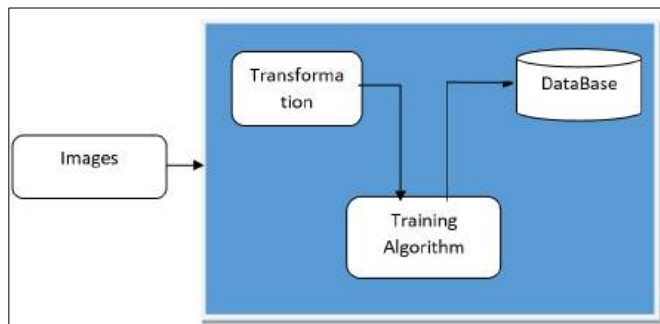 Transforma
tion
DataBase
Images
Training
Algorithm